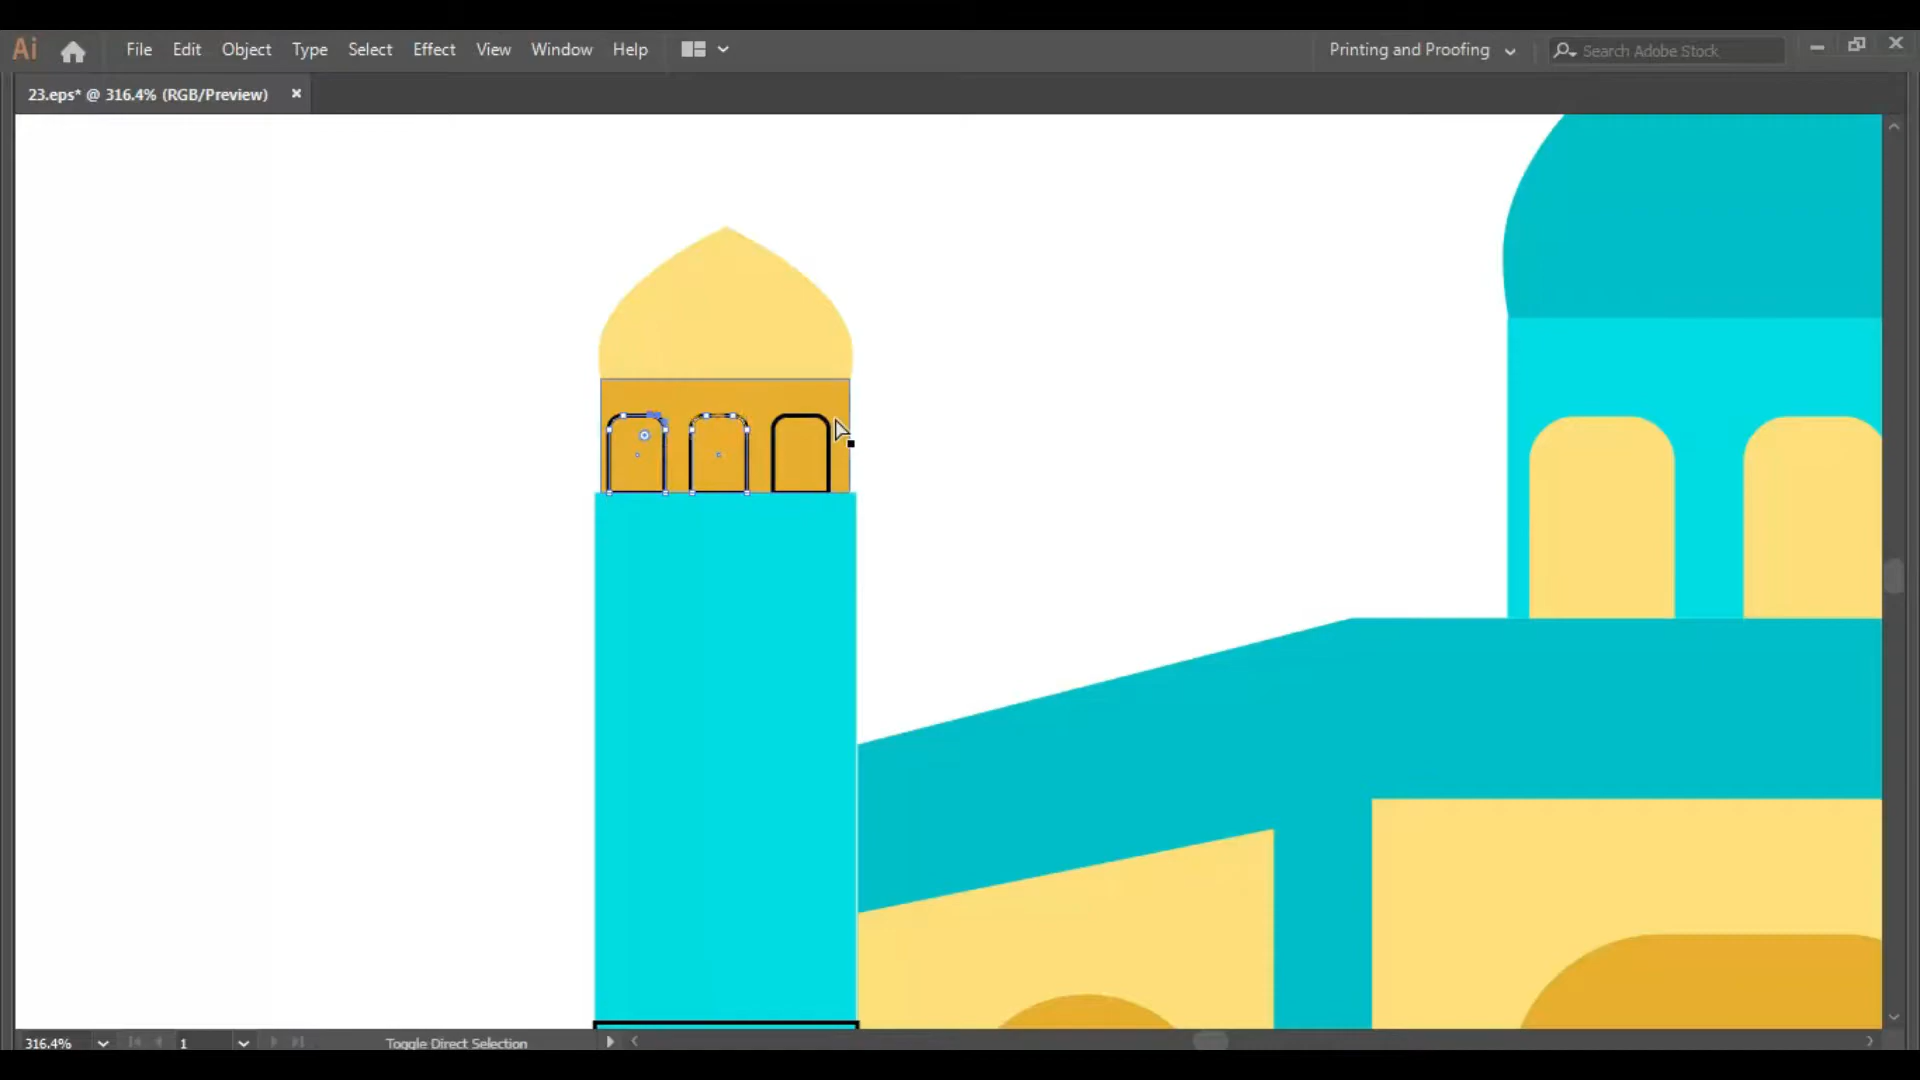 Ai File Edit Object Type Select Effect View Window Help Printing and Proofing Search Adobe Stock
23.eps* @ 316.4% (RGB/Preview) ×
316.4% 1 Toggle Direct Selection